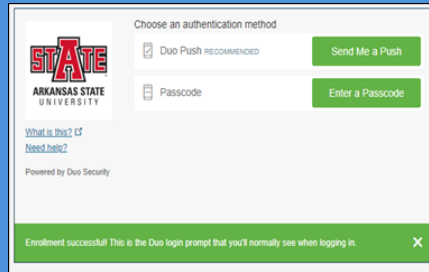 Choose an authentication method
STATE
ARKANSAS STATE
UNIVERSITY
Duo Push RECOMMENDED
Send Me a Push
Passcode
Enter a Passcode
What is this?
Need help?
Powered by Duo Security
Enrollment successful! This is the Duo login prompt that you'll normally see when logging in.